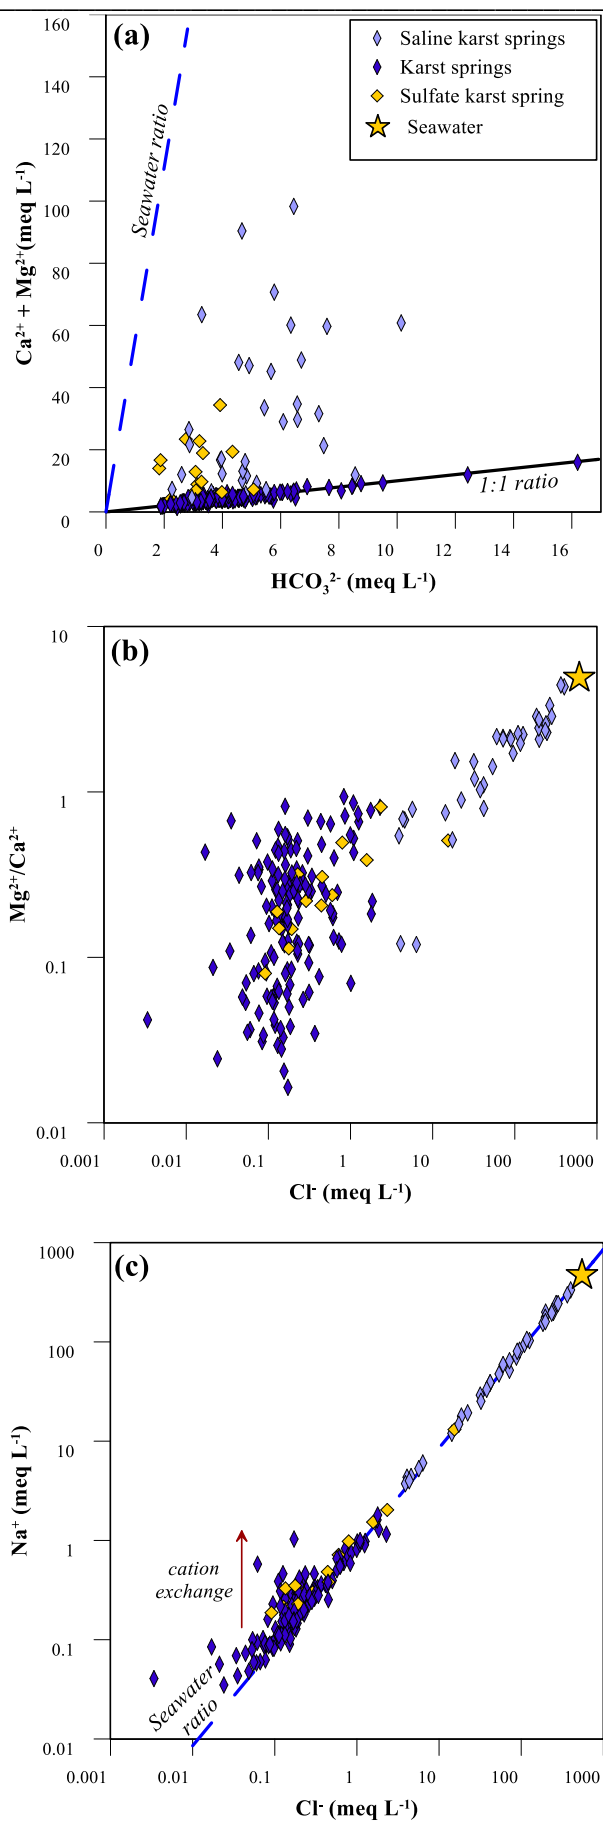 (a)
Saline karst springs
Karst springs
Sulfate karst spring
Seawater
Seawater ratio
1:1 ratio
Ca²⁺ + Mg²⁺(meq L⁻¹)
160
140
120
100
80
60
40
20
0
0 2 4 6 8 10 12 14 16
HCO₃²⁻ (meq L⁻¹)
(b)
Mg²⁺/Ca²⁺
10
1
0.1
0.01
0.001 0.01 0.1 1 10 100 1000
Cl⁻ (meq L⁻¹)
(c)
Na⁺ (meq L⁻¹)
1000
100
10
1
0.1
0.01
cation
exchange
Seawater
ratio
0.001 0.01 0.1 1 10 100 1000
Cl⁻ (meq L⁻¹)